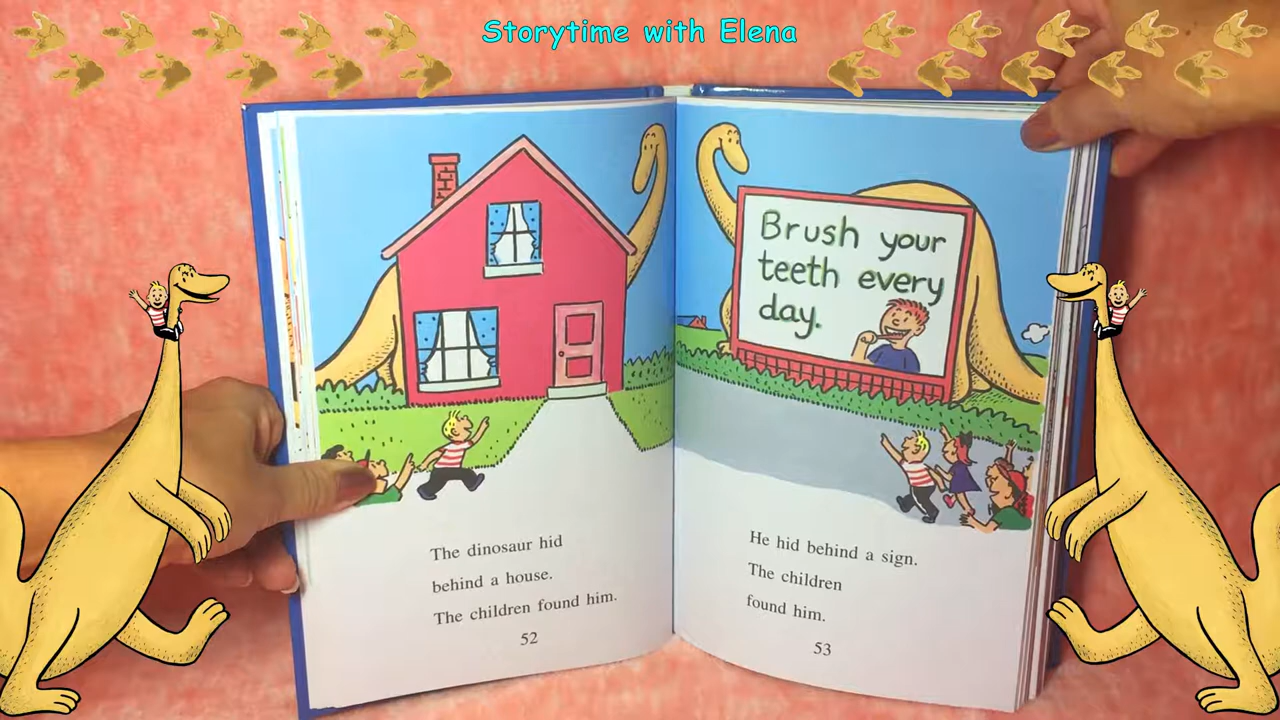 Storytime with Elena
Brush your
teeth every
day.
The dinosaur hid
behind a house.
The children found him.
52
He hid behind a sign.
The children
found him.
53